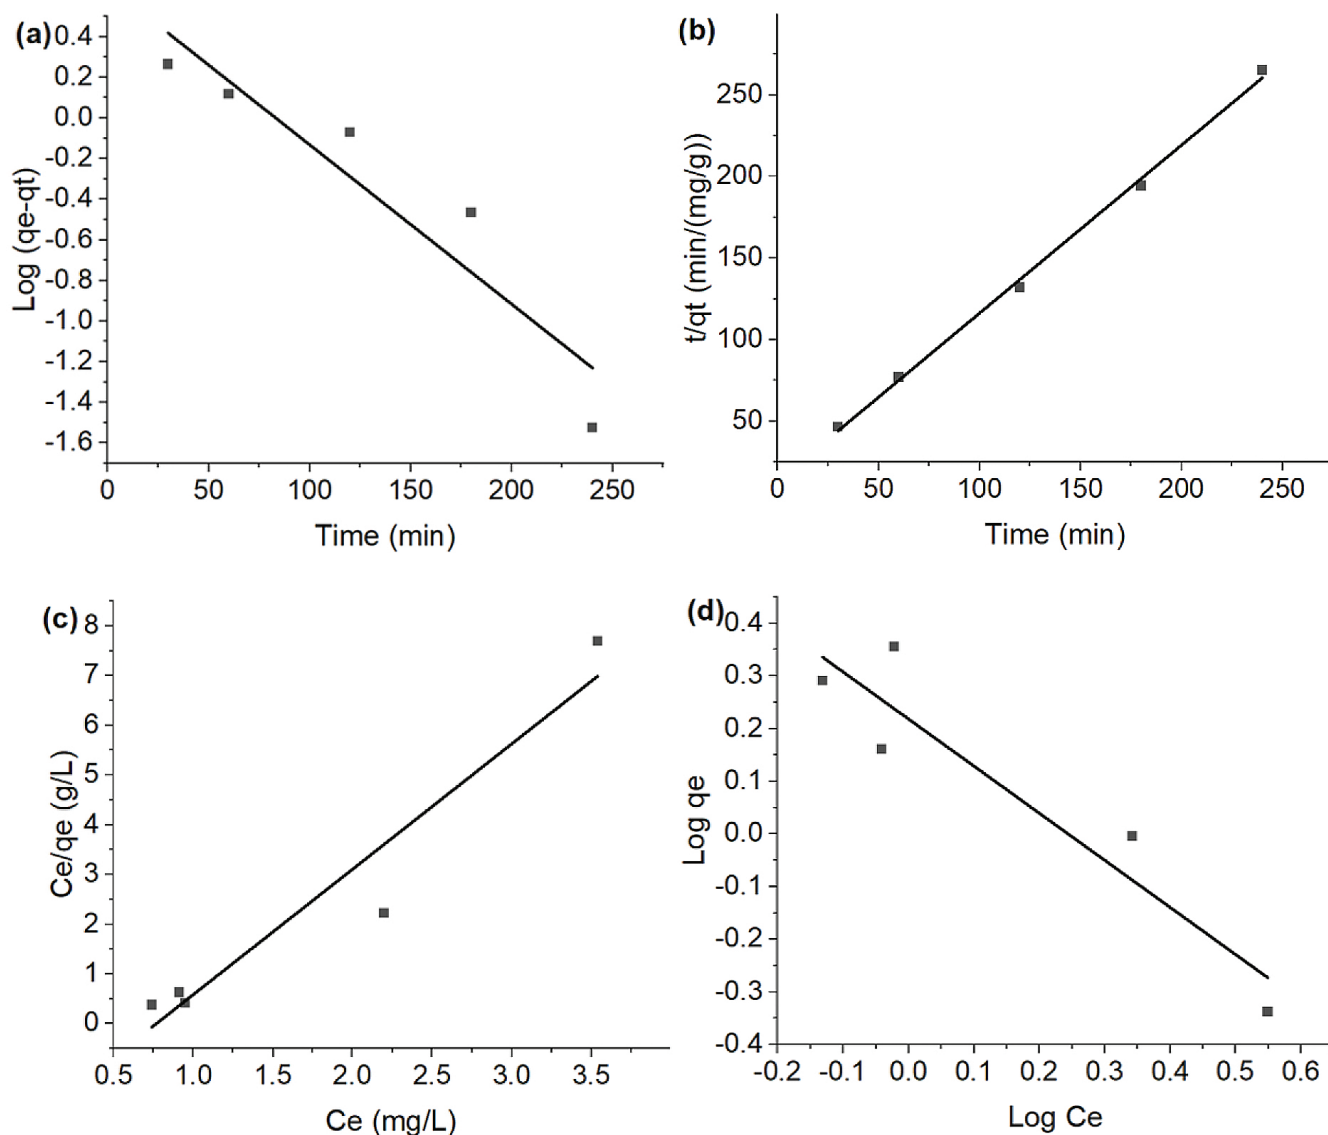 (a)
0.4
0.2
0.0
-0.2
-0.4
-0.6
-0.8
-1.0
-1.2
-1.4
-1.6
Log (qe-qt)
0 50 100 150 200 250
Time (min)
(b)
250
200
150
100
50
t/qt (min/(mg/g))
0 50 100 150 200 250
Time (min)
(c)
8
7
6
5
4
3
2
1
0
Ce/qe (g/L)
0.5 1.0 1.5 2.0 2.5 3.0 3.5
Ce (mg/L)
(d)
0.4
0.3
0.2
0.1
0.0
-0.1
-0.2
-0.3
-0.4
Log qe
-0.2 -0.1 0.0 0.1 0.2 0.3 0.4 0.5 0.6
Log Ce